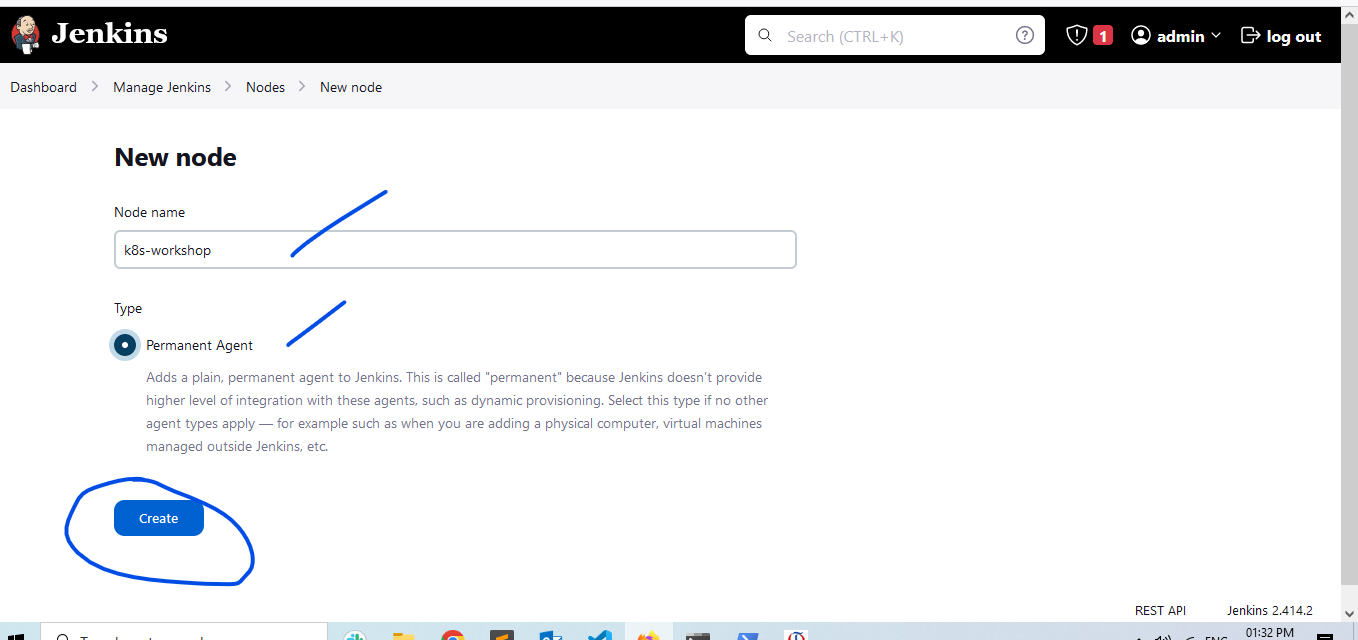 Jenkins
Search (CTRL+K)
1
admin
log out
Dashboard
Manage Jenkins
Nodes
New node
New node
Node name
k8s-workshop
Type
Permanent Agent
Adds a plain, permanent agent to Jenkins. This is called "permanent" because Jenkins doesn't provide
higher level of integration with these agents, such as dynamic provisioning. Select this type if no other
agent types apply — for example such as when you are adding a physical computer, virtual machines
managed outside Jenkins, etc.
Create
REST API
Jenkins 2.414.2
01:32 PM